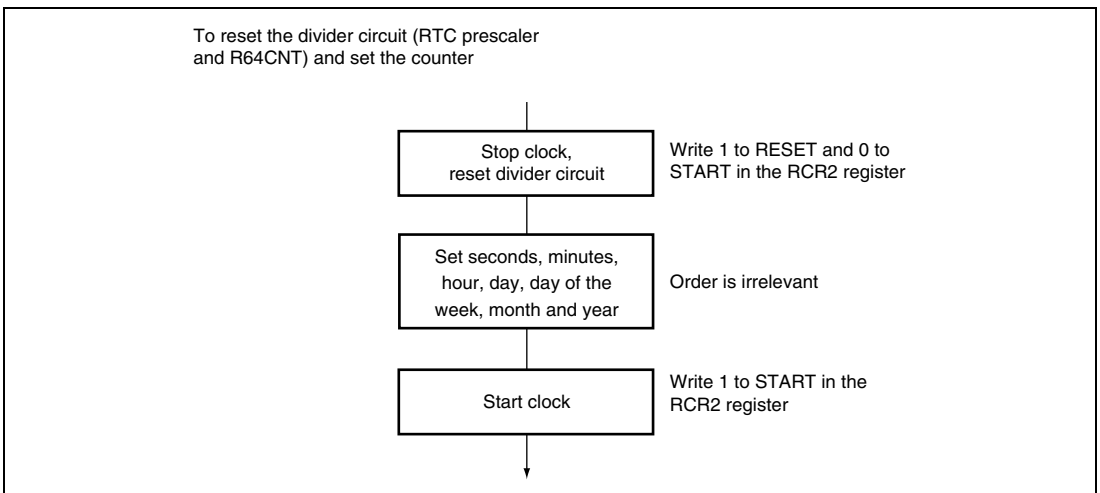 To reset the divider circuit (RTC prescaler
and R64CNT) and set the counter
Stop clock,
reset divider circuit
Write 1 to RESET and 0 to
START in the RCR2 register
Set seconds, minutes,
hour, day, day of the
week, month and year
Order is irrelevant
Start clock
Write 1 to START in the
RCR2 register